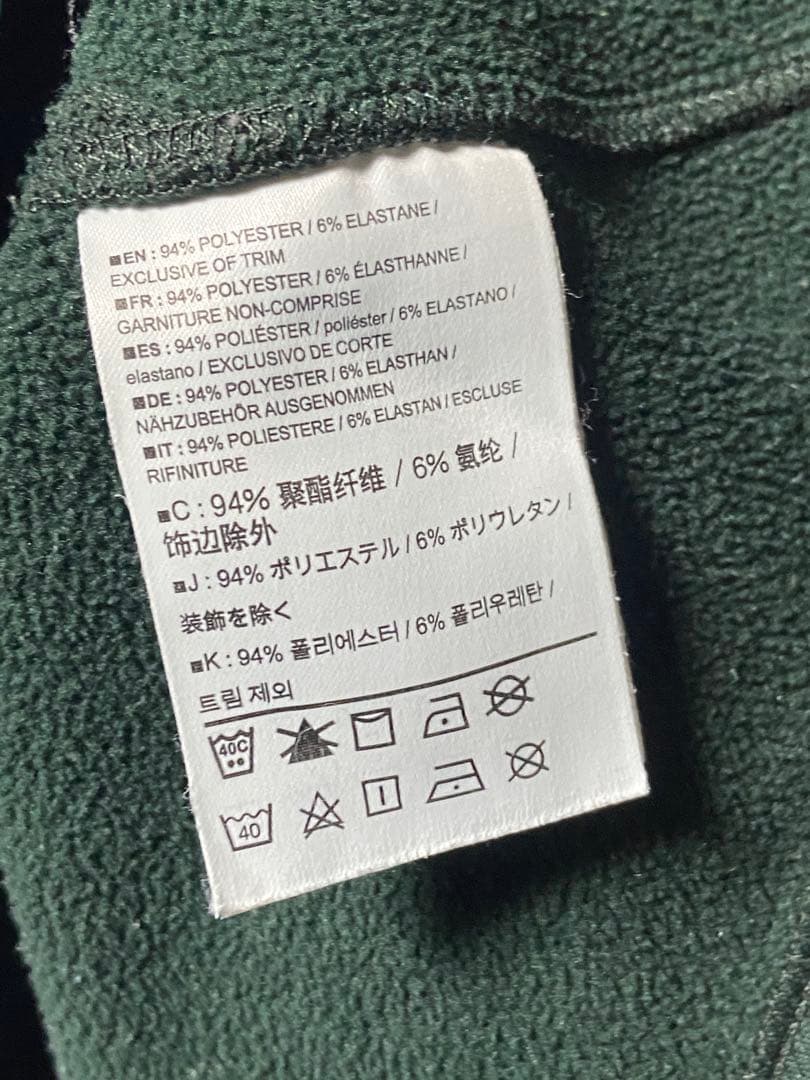 ■EN : 94% POLYESTER / 6% ELASTANE /
EXCLUSIVE OF TRIM
■FR : 94% POLYESTER / 6% ÉLASTHANNE /
GARNITURE NON-COMPRISE
■ES : 94% POLIÉSTER / poliéster / 6% ELASTANO /
elastano / EXCLUSIVO DE CORTE
■DE : 94% POLYESTER / 6% ELASTHAN /
NÄHZUBEHÖR AUSGENOMMEN
■IT : 94% POLIESTERE / 6% ELASTAN / ESCLUSE
RIFINITURE
■C : 94% 聚酯纤维 / 6% 氨纶 /
饰边除外
■J : 94% ポリエステル / 6% ポリウレタン /
装飾を除く
■K : 94% 폴리에스터 / 6% 폴리우레탄 /
트림 제외
40C
40